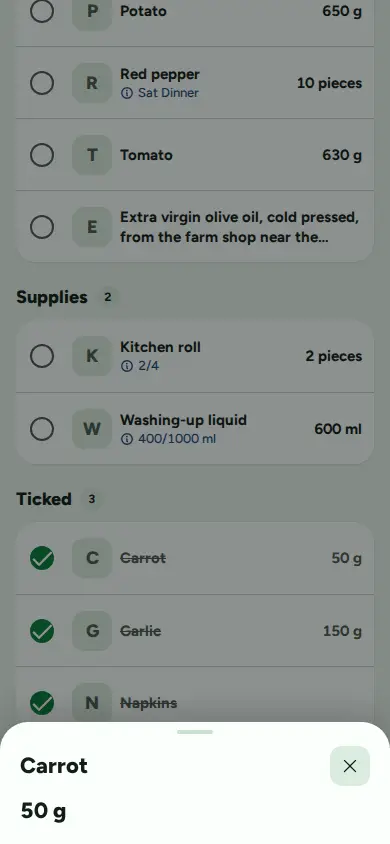 P Potato 650 g
R Red pepper 10 pieces
Sat Dinner
T Tomato 630 g
E Extra virgin olive oil, cold pressed,
from the farm shop near the...
Supplies 2
K Kitchen roll 2 pieces
2/4
W Washing-up liquid 600 ml
400/1000 ml
Ticked 3
C Carrot 50 g
G Garlic 150 g
N Napkins
Carrot
50 g